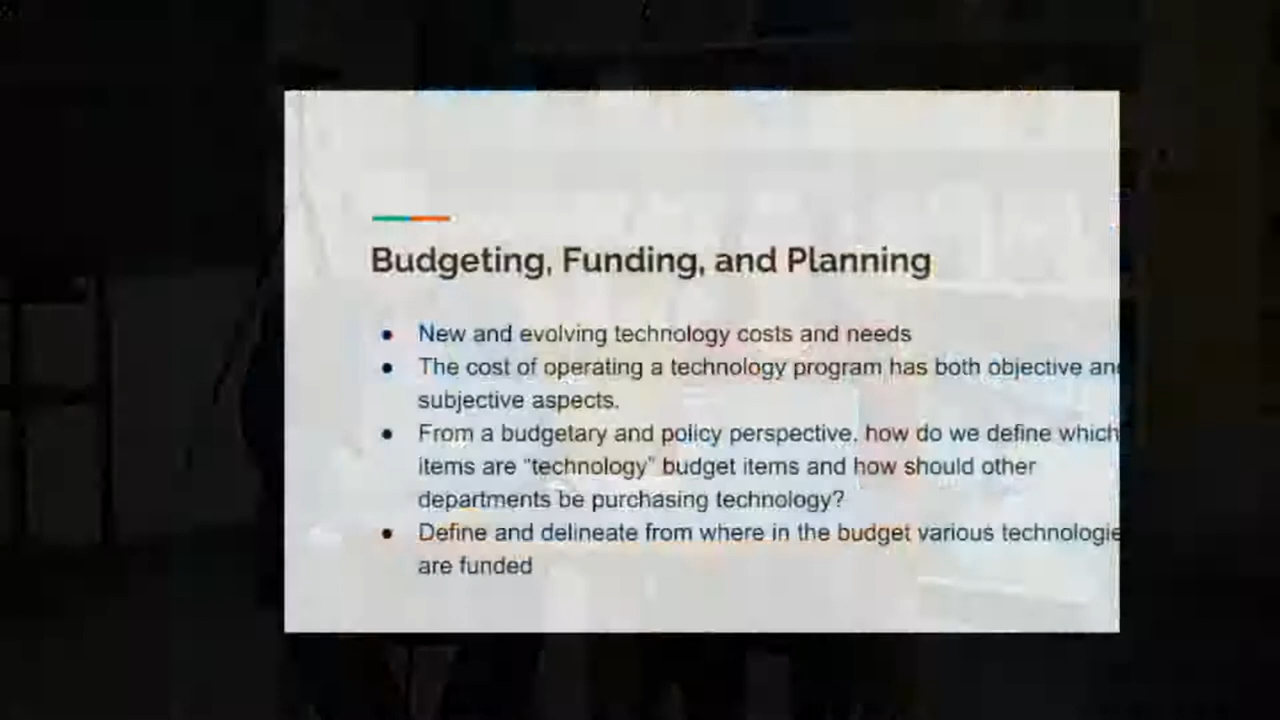 Budgeting, Funding, and Planning
● New and evolving technology costs and needs
● The cost of operating a technology program has both objective an
subjective aspects.
● From a budgetary and policy perspective, how do we define which
items are “technology” budget items and how should other
departments be purchasing technology?
● Define and delineate from where in the budget various technologie
are funded